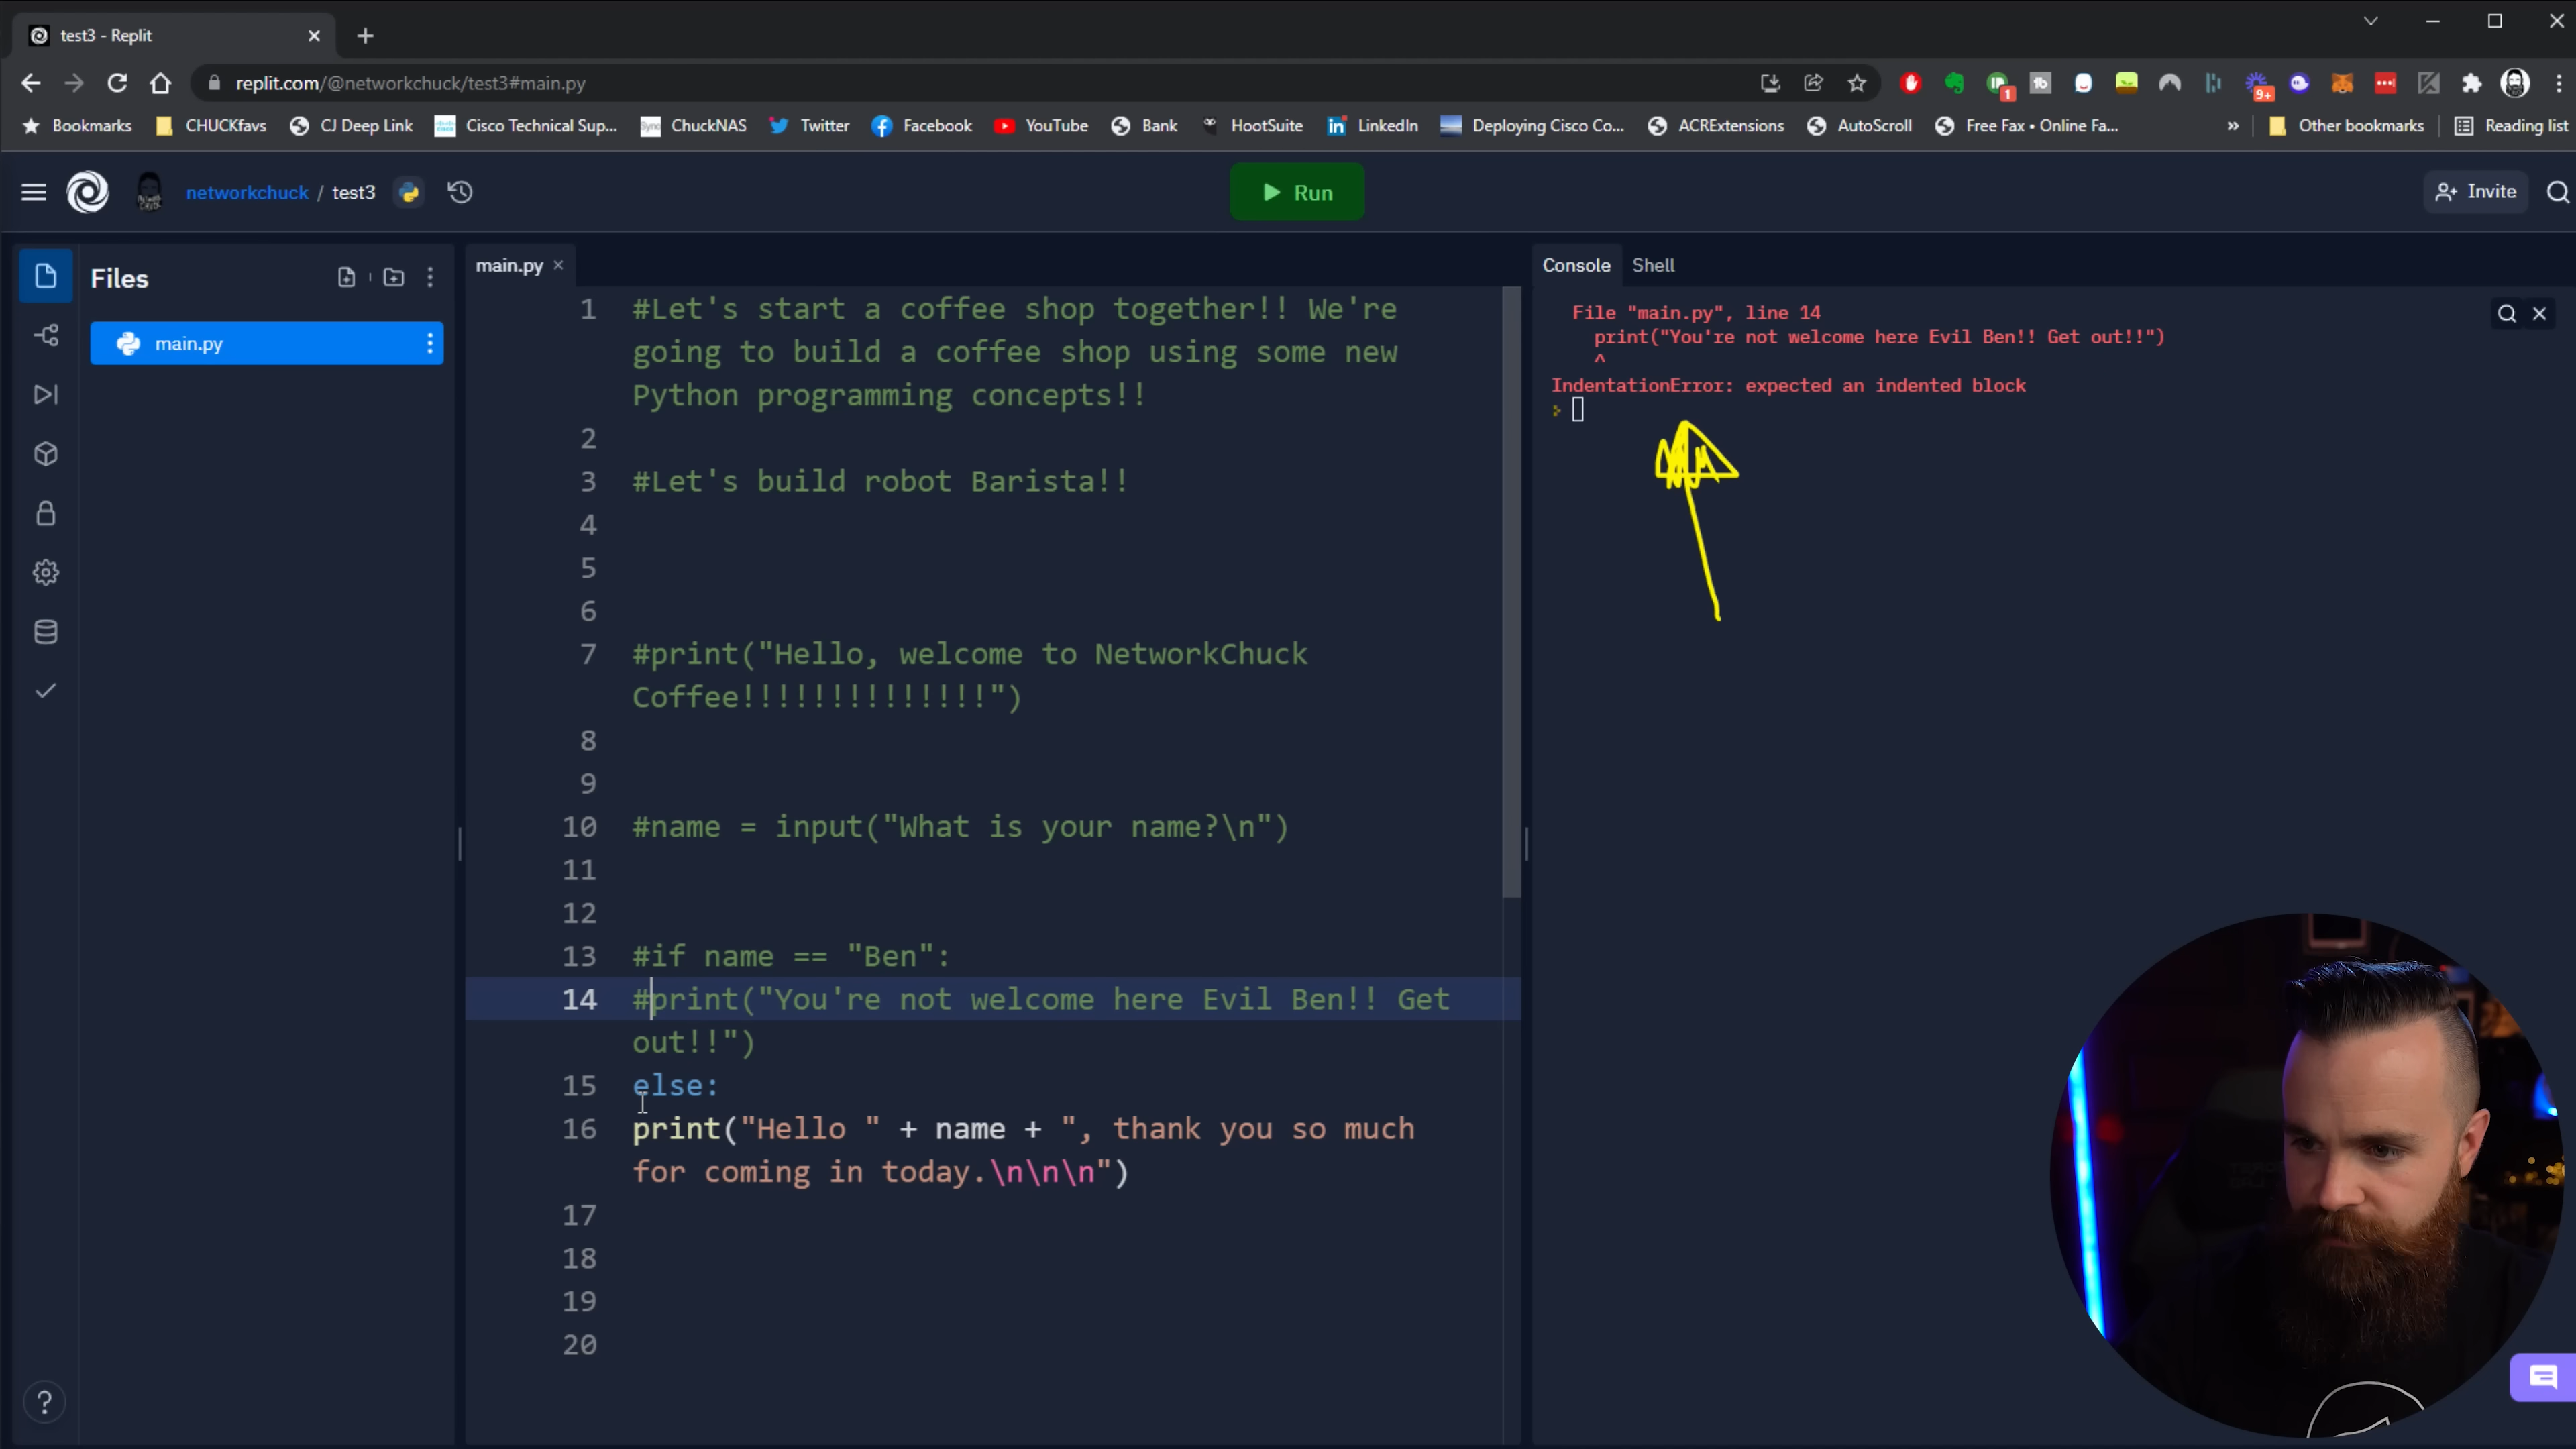 test3 - Replit
replit.com/@networkchuck/test3#main.py
1
9+
Bookmarks CHUCKfavs CJ Deep Link Cisco Technical Sup... ChuckNAS Twitter Facebook YouTube Bank HootSuite LinkedIn Deploying Cisco Co... ACRExtensions AutoScroll Free Fax • Online Fa... » Other bookmarks Reading list
networkchuck / test3
Run
Invite
Files
main.py
main.py
1 #Let's start a coffee shop together!! We're
going to build a coffee shop using some new
Python programming concepts!!
2
3 #Let's build robot Barista!!
4
5
6
7 #print("Hello, welcome to NetworkChuck
Coffee!!!!!!!!!!!!!!")
8
9
10 #name = input("What is your name?\n")
11
12
13 #if name == "Ben":
14 #print("You're not welcome here Evil Ben!! Get
out!!")
15 else:
16 print("Hello " + name + ", thank you so much
for coming in today.\n\n\n")
17
18
19
20
Console Shell
File "main.py", line 14
print("You're not welcome here Evil Ben!! Get out!!")
^
IndentationError: expected an indented block
?